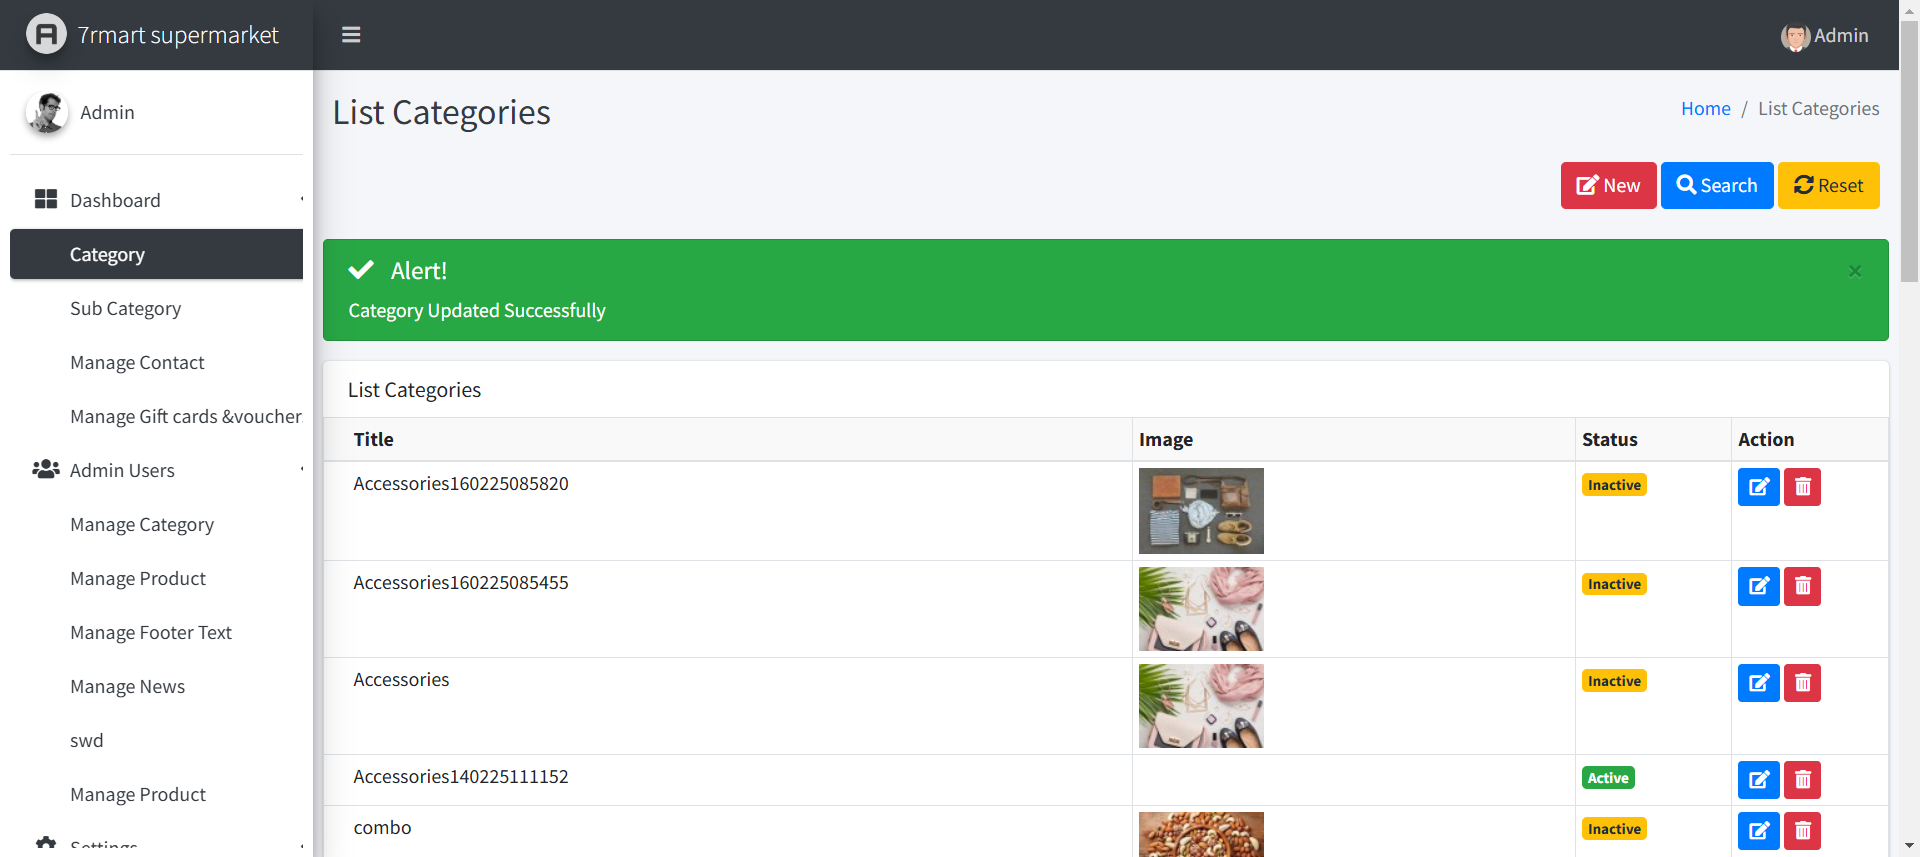 7rmart supermarket
Admin
Admin
List Categories
Home / List Categories
New Search Reset
Dashboard
Category
Sub Category
Manage Contact
Manage Gift cards &voucher
Admin Users
Manage Category
Manage Product
Manage Footer Text
Manage News
swd
Manage Product
Settings
Alert!
×
Category Updated Successfully
List Categories
Title Image Status Action
Accessories160225085820 Inactive
Accessories160225085455 Inactive
Accessories Inactive
Accessories140225111152 Active
combo Inactive